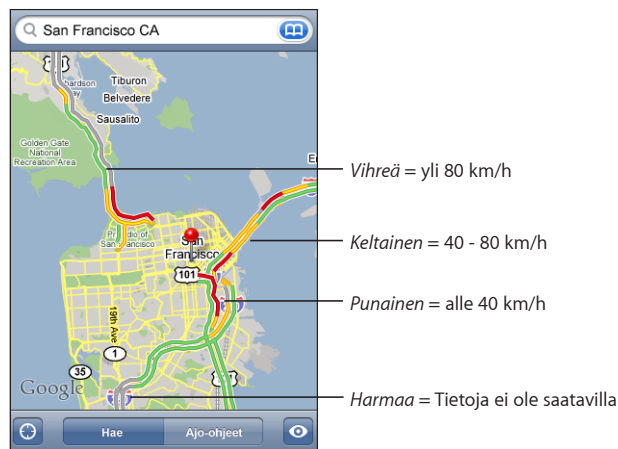 San Francisco CA
Tiburon
Belvedere
Sausalito
Golden Gate
National
Recreation Area
Vihreä = yli 80 km/h
Keltainen = 40 - 80 km/h
San
Francisco
101
Punainen = alle 40 km/h
19th Ave
1
35
Google
Harmaa = Tietoja ei ole saatavilla
Hae
Ajo-ohjeet